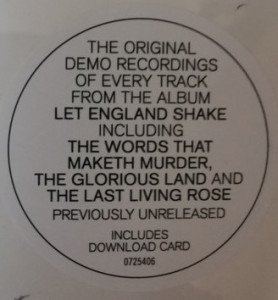 THE ORIGINAL
DEMO RECORDINGS
OF EVERY TRACK
FROM THE ALBUM
LET ENGLAND SHAKE
INCLUDING
THE WORDS THAT
MAKETH MURDER,
THE GLORIOUS LAND AND
THE LAST LIVING ROSE
PREVIOUSLY UNRELEASED
INCLUDES
DOWNLOAD CARD
0725406